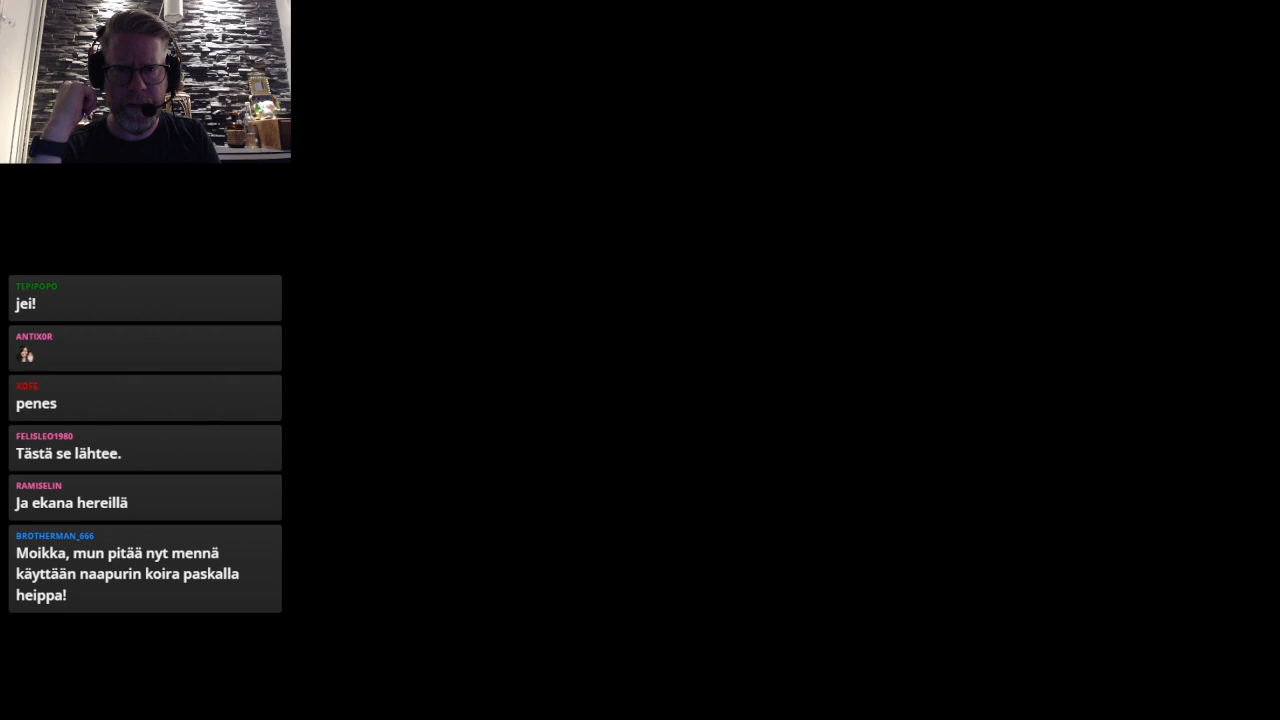 TEPIPOPO
jei!
ANTIX0R
XOFE
penes
FELISLEO1980
Tästä se lähtee.
RAMISELIN
Ja ekana hereillä
BROTHERMAN_666
Moikka, mun pitää nyt mennä
käyttään naapurin koira paskalla
heippa!